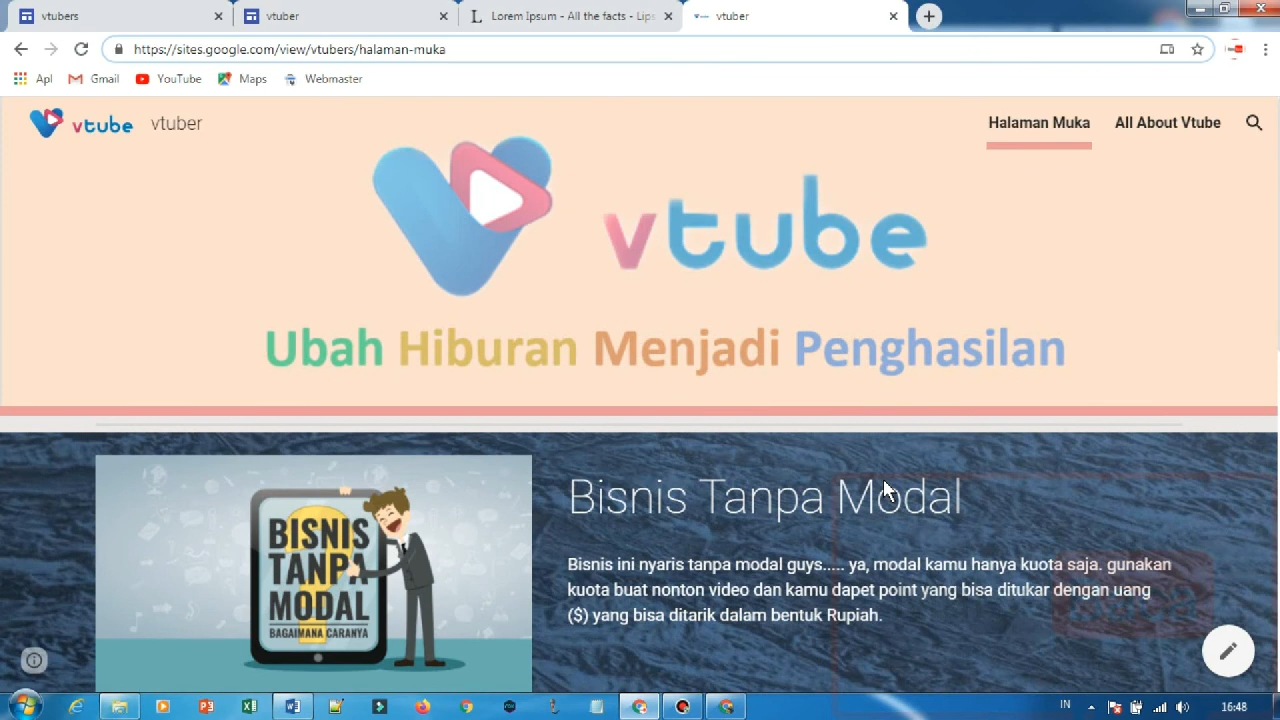 vtubers
vtuber
Lorem Ipsum - All the facts - Lips
vtuber
https://sites.google.com/view/vtubers/halaman-muka
Apl
Gmail
YouTube
Maps
Webmaster
vtube
vtuber
Halaman Muka
All About Vtube
vtube
Ubah Hiburan Menjadi Penghasilan
BISNIS
TANPA
MODAL
BAGAIMANA CARANYA
Bisnis Tanpa Modal
Bisnis ini nyaris tanpa modal guys..... ya, modal kamu hanya kuota saja. gunakan
kuota buat nonton video dan kamu dapet point yang bisa ditukar dengan uang
($) yang bisa ditarik dalam bentuk Rupiah.
IN
16:48